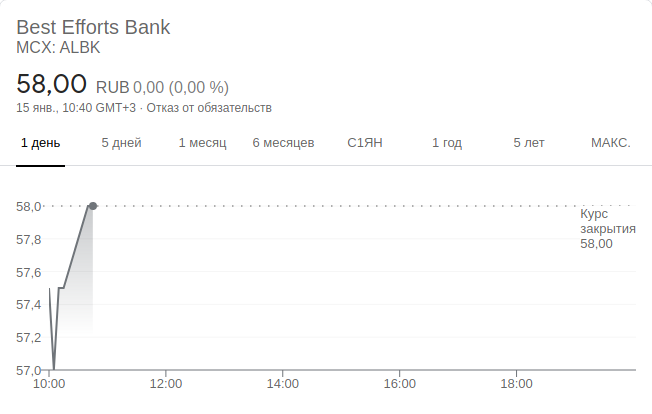 Best Efforts Bank
MCX: ALBK
58,00 RUB 0,00 (0,00 %)
15 янв., 10:40 GMT+3 · Отказ от обязательств
1 день 5 дней 1 месяц 6 месяцев С1ЯН 1 год 5 лет МАКС.
58,0
Курс
закрытия
58,00
57,8
57,6
57,4
57,2
57,0
10:00 12:00 14:00 16:00 18:00